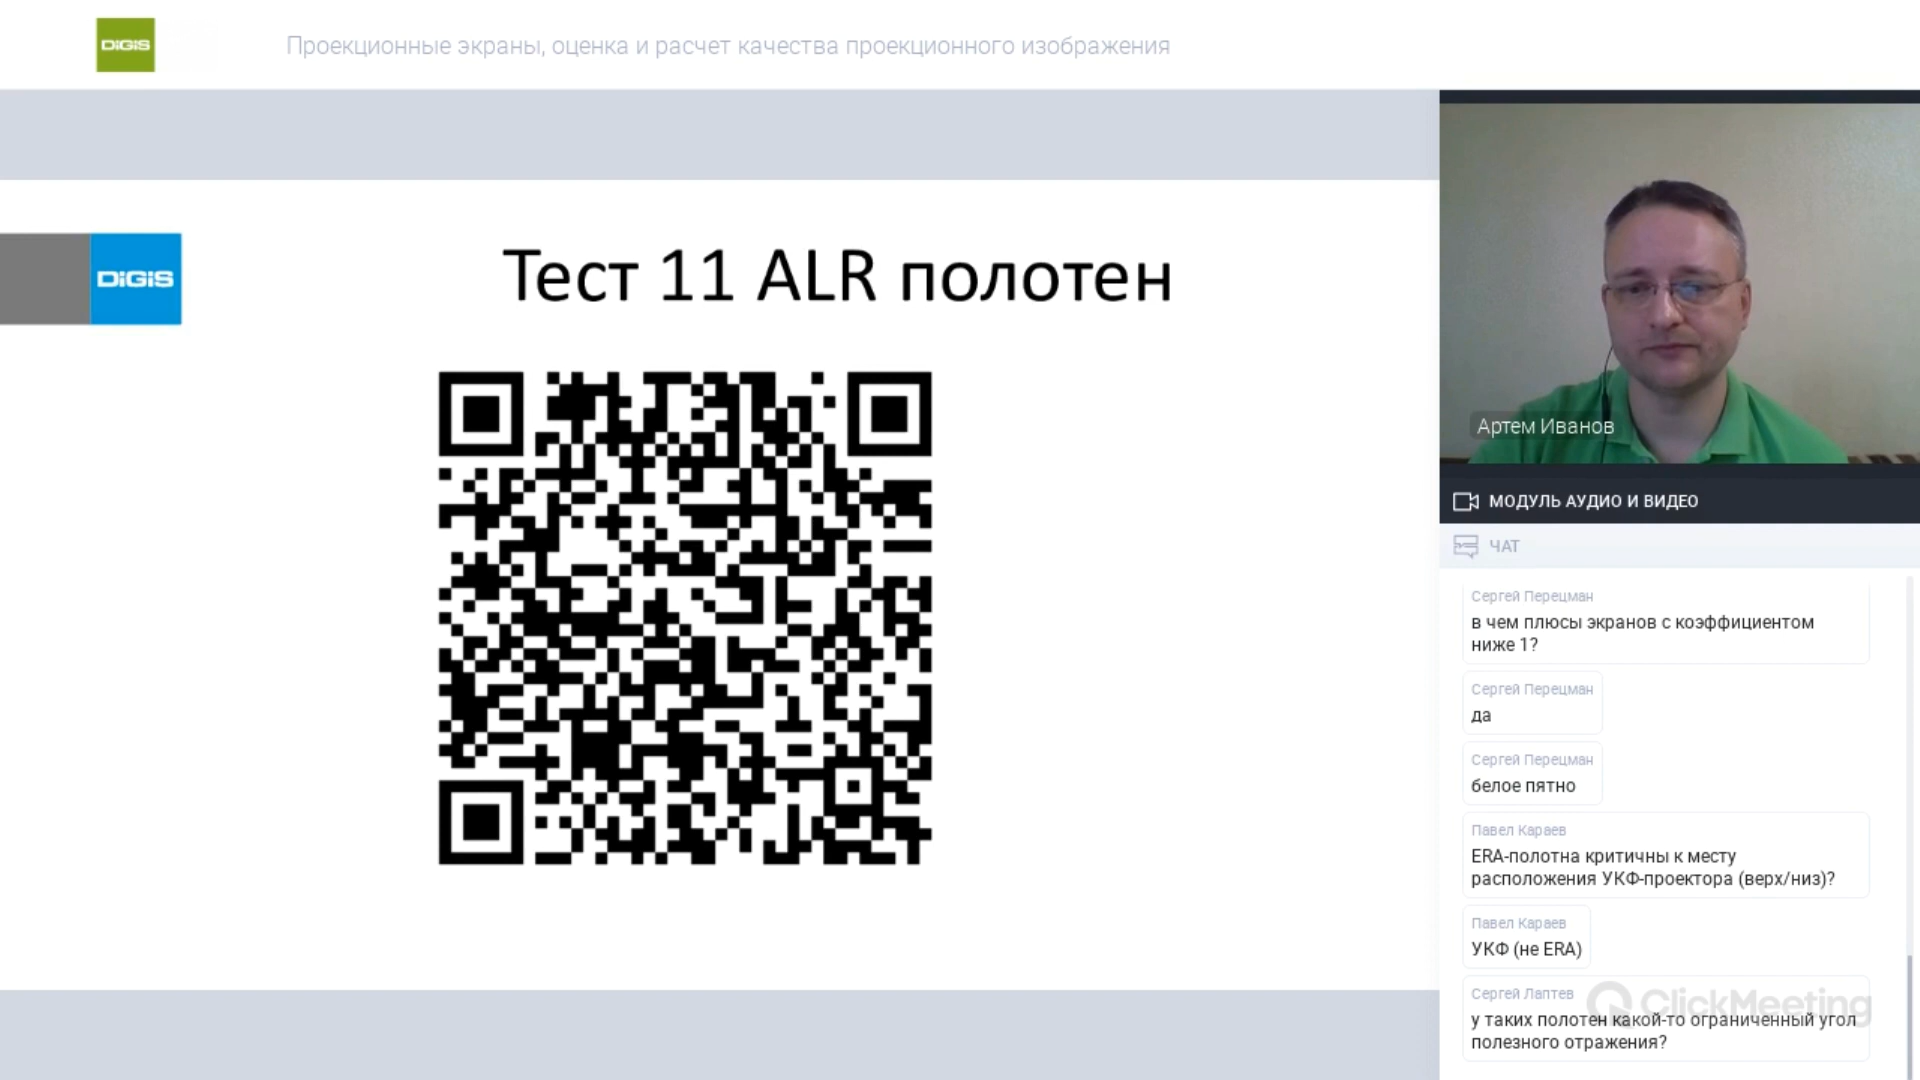 DiGiS
Проекционные экраны, оценка и расчет качества проекционного изображения
DiGiS
Тест 11 ALR полотен
Артем Иванов
МОДУЛЬ АУДИО И ВИДЕО
ЧАТ
Сергей Перецман
в чем плюсы экранов с коэффициентом
ниже 1?
Сергей Перецман
да
Сергей Перецман
белое пятно
Павел Караев
ERA-полотна критичны к месту
расположения УКФ-проектора (верх/низ)?
Павел Караев
УКФ (не ERA)
Сергей Лаптев
ClickMeeting
у таких полотен какой-то ограниченный угол
полезного отражения?